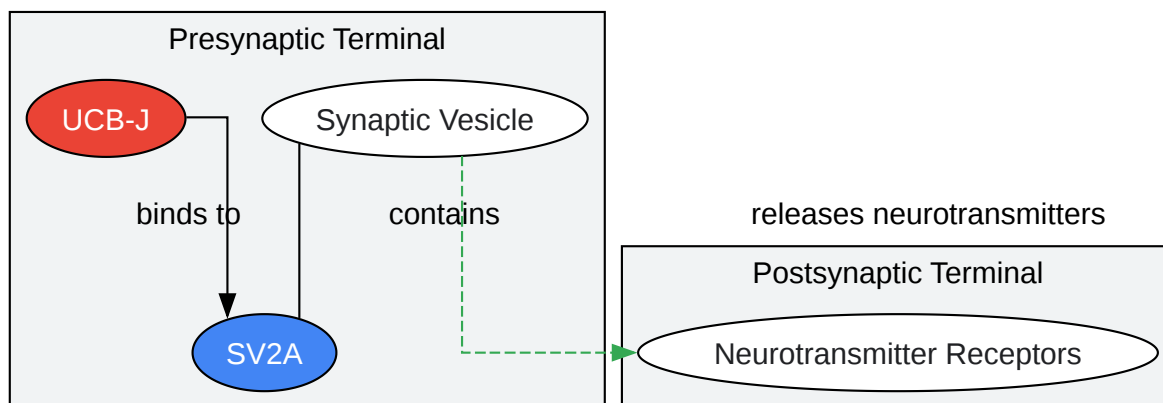 Presynaptic Terminal
UCB-J
Synaptic Vesicle
binds to
contains
releases neurotransmitters
Postsynaptic Terminal
SV2A
Neurotransmitter Receptors